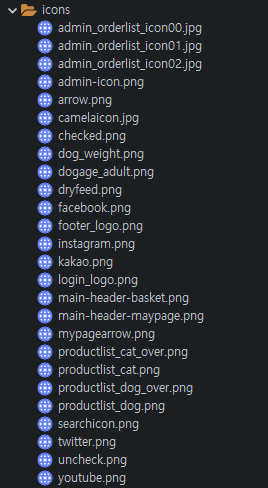 icons
admin_orderlist_icon00.jpg
admin_orderlist_icon01.jpg
admin_orderlist_icon02.jpg
admin-icon.png
arrow.png
camelaicon.jpg
checked.png
dog_weight.png
dogage_adult.png
dryfeed.png
facebook.png
footer_logo.png
instagram.png
kakao.png
login_logo.png
main-header-basket.png
main-header-maypage.png
mypagearrow.png
productlist_cat_over.png
productlist_cat.png
productlist_dog_over.png
productlist_dog.png
searchicon.png
twitter.png
uncheck.png
youtube.png